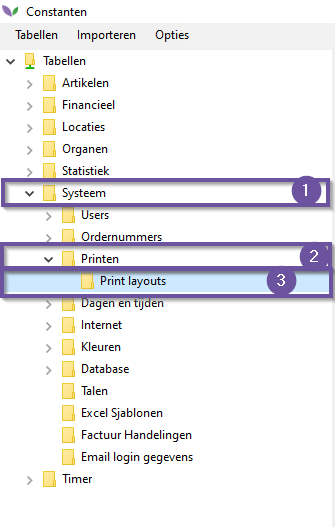 Constanten
Tabellen Importeren Opties
Tabellen
Artikelen
Financieel
Locaties
Organen
Statistiek
Systeem 1
Users
Ordernummers
Printen 2
Print layouts 3
Dagen en tijden
Internet
Kleuren
Database
Talen
Excel Sjablonen
Factuur Handelingen
Email login gegevens
Timer